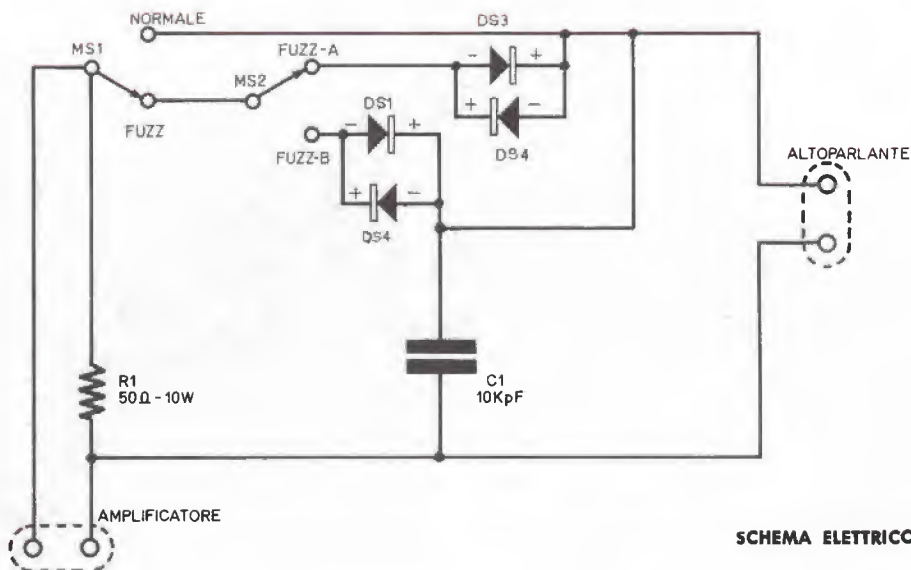 NORMALE
DS3
MS1
FUZZ-A
- +
MS2
FUZZ
DS1
+ -
- +
DS4
FUZZ-B
ALTOPARLANTE
+ -
DS4
R1
50Ω-10W
C1
10KpF
AMPLIFICATORE
SCHEMA ELETTRICO